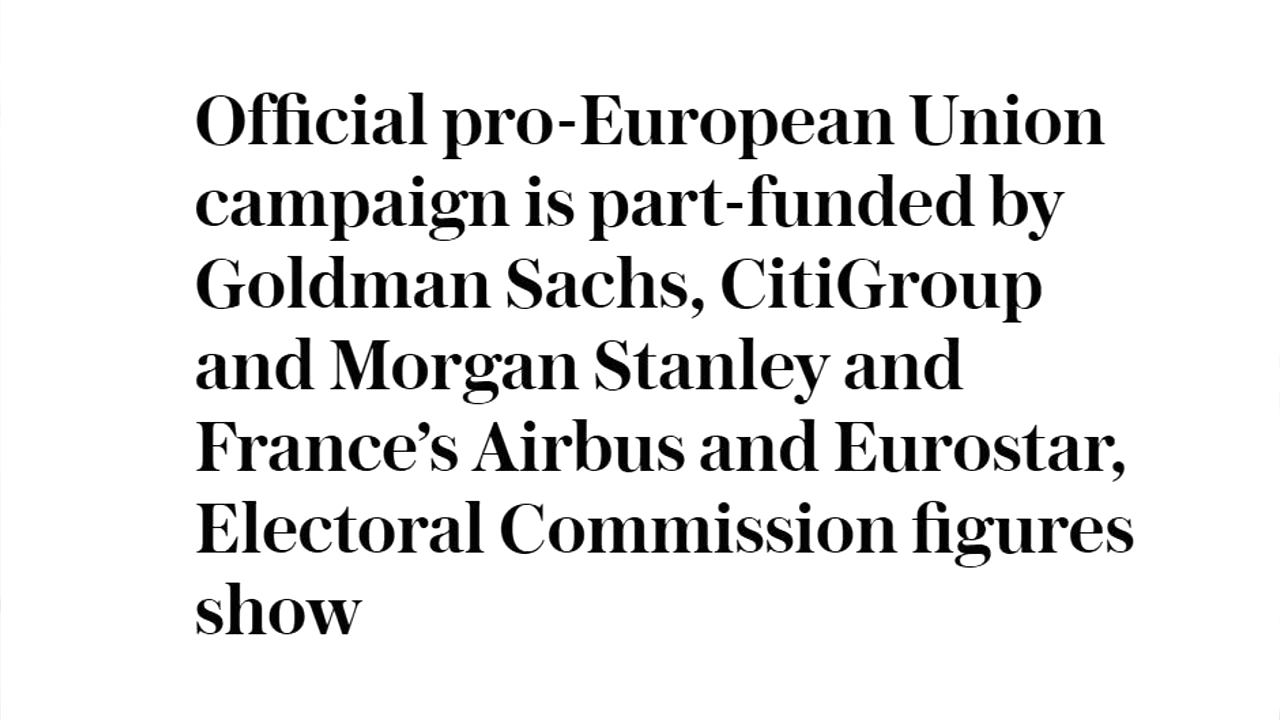 Official pro-European Union
campaign is part-funded by
Goldman Sachs, CitiGroup
and Morgan Stanley and
France’s Airbus and Eurostar,
Electoral Commission figures
show